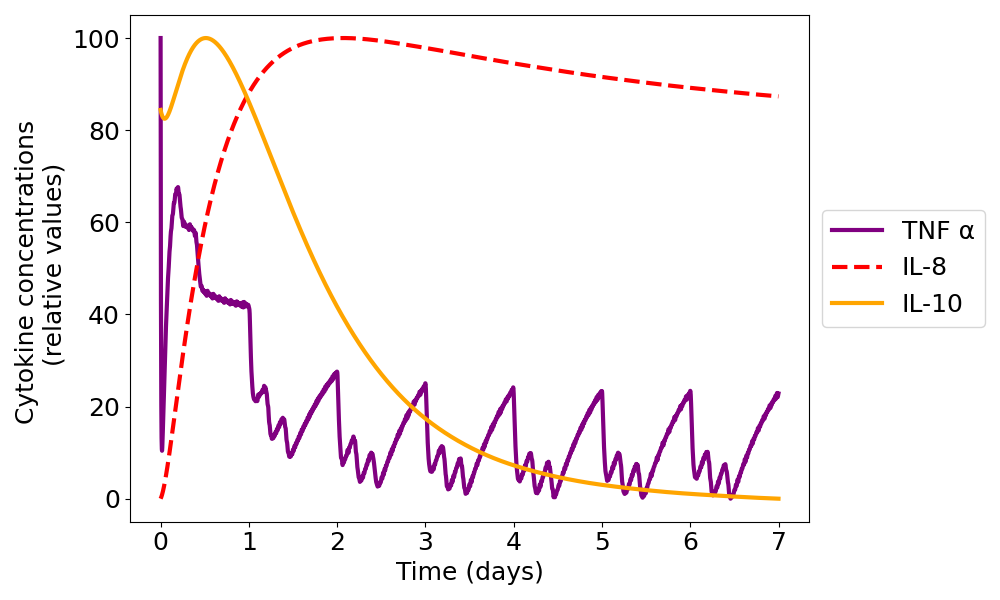 Cytokine concentrations
(relative values)
100
80
60
40
20
0
0 1 2 3 4 5 6 7
Time (days)
TNF α
IL-8
IL-10